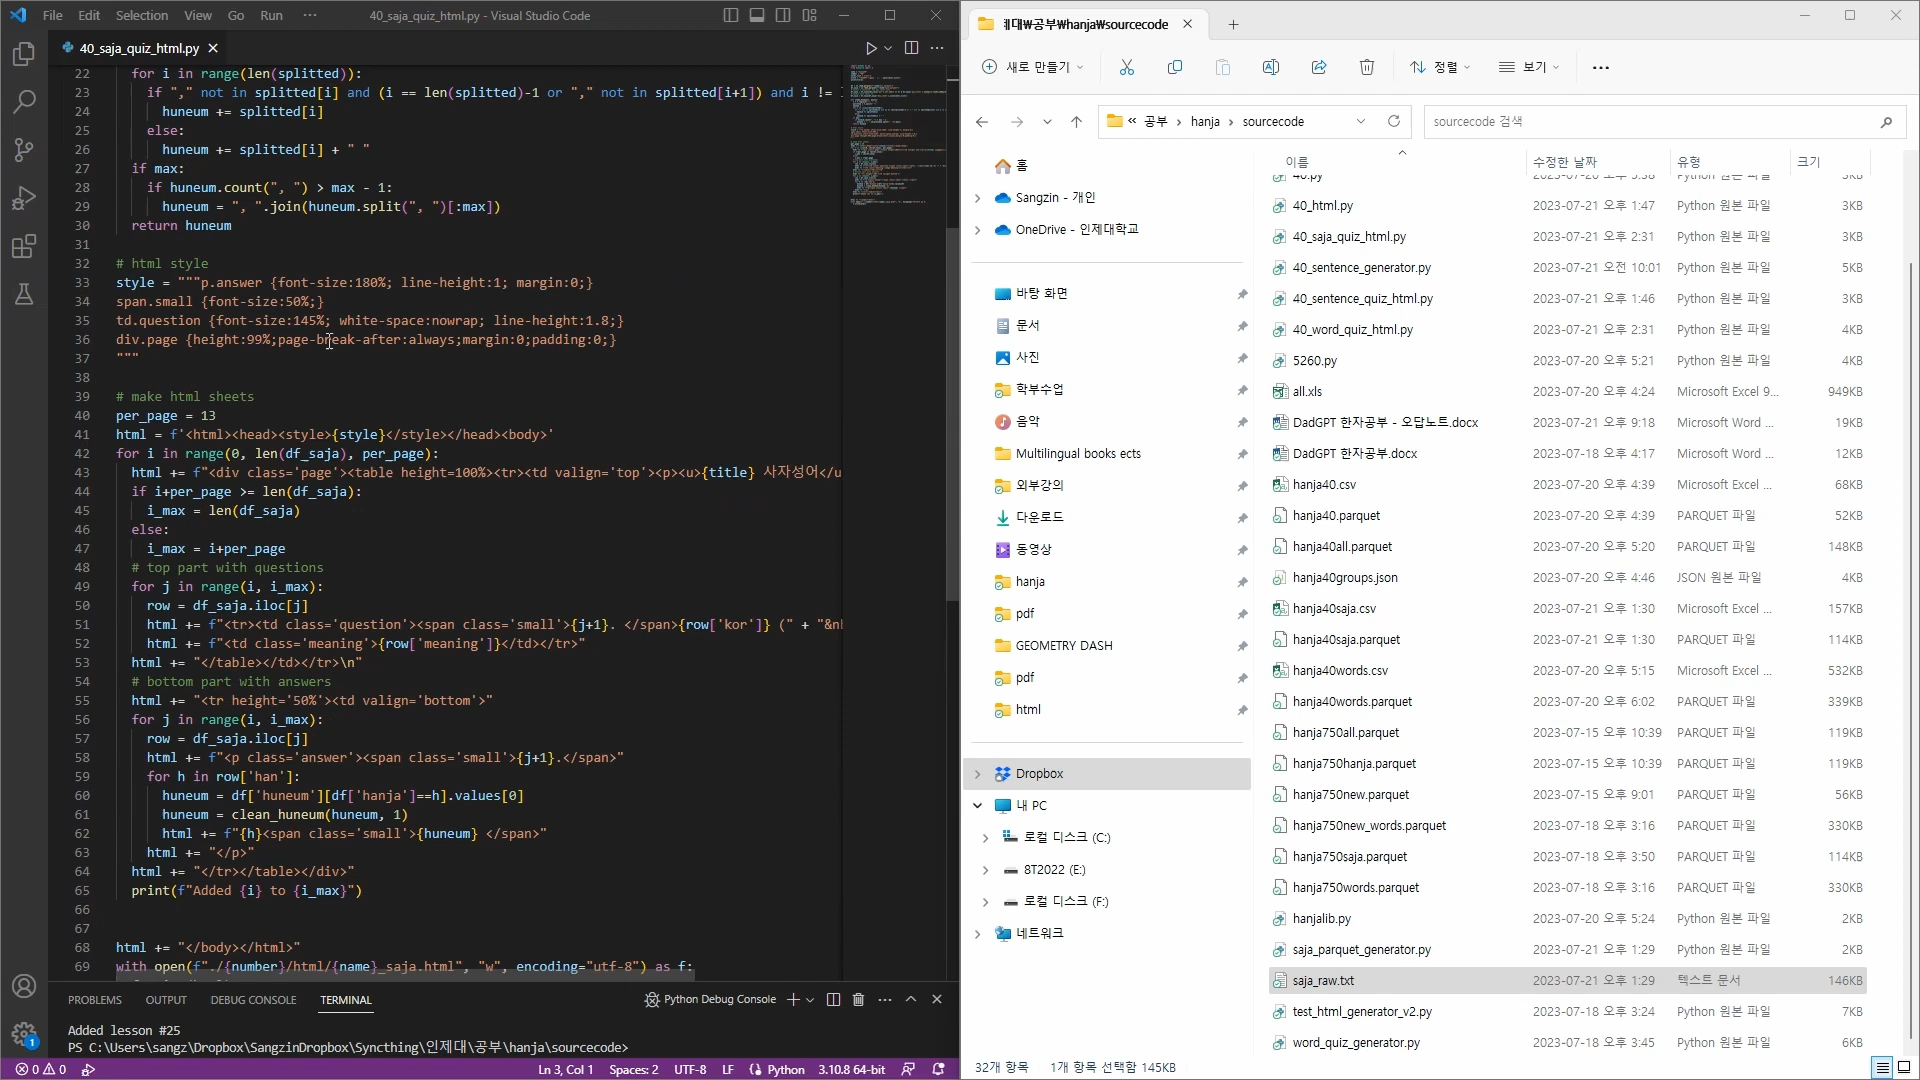 File Edit Selection View Go Run ··· 40_saja_quiz_html.py - Visual Studio Code
40_saja_quiz_html.py
22 for i in range(len(splitted)):
23 if "," not in splitted[i] and (i == len(splitted)-1 or "," not in splitted[i+1]) and i !=
24 huneum += splitted[i]
25 else:
26 huneum += splitted[i] + " "
27 if max:
28 if huneum.count(", ") > max - 1:
29 huneum = ", ".join(huneum.split(", ")[:max])
30 return huneum
31
32 # html style
33 style = """p.answer {font-size:180%; line-height:1; margin:0;}
34 span.small {font-size:50%;}
35 td.question {font-size:145%; white-space:nowrap; line-height:1.8;}
36 div.page {height:99%;page-break-after:always;margin:0;padding:0;}
37 """
38
39 # make html sheets
40 per_page = 13
41 html = f'<html><head><style>{style}</style></head><body>'
42 for i in range(0, len(df_saja), per_page):
43 html += f"<div class='page'><table height=100%><tr><td valign='top'><p><u>{title} 사자성어</u
44 if i+per_page >= len(df_saja):
45 i_max = len(df_saja)
46 else:
47 i_max = i+per_page
48 # top part with questions
49 for j in range(i, i_max):
50 row = df_saja.iloc[j]
51 html += f"<tr><td class='question'><span class='small'>{j+1}. </span>{row['kor']} (" + "&nb
52 html += f"<td class='meaning'>{row['meaning']}</td></tr>"
53 html += "</table></td></tr>\n"
54 # bottom part with answers
55 html += "<tr height='50%'><td valign='bottom'>"
56 for j in range(i, i_max):
57 row = df_saja.iloc[j]
58 html += f"<p class='answer'><span class='small'>{j+1}.</span>"
59 for h in row['han']:
60 huneum = df['huneum'][df['hanja']==h].values[0]
61 huneum = clean_huneum(huneum, 1)
62 html += f"{h}<span class='small'>{huneum} </span>"
63 html += "</p>"
64 html += "</tr></table></div>"
65 print(f"Added {i} to {i_max}")
66
67
68 html += "</body></html>"
69 with open(f"./{number}/html/{name}_saja.html", "w", encoding="utf-8") as f:
PROBLEMS OUTPUT DEBUG CONSOLE TERMINAL Python Debug Console
Added lesson #25
PS C:\Users\sangz\Dropbox\SangzinDropbox\Syncthing\인제대\공부\hanja\sourcecode>
0 0 Ln 3, Col 1 Spaces: 2 UTF-8 LF Python 3.10.8 64-bit
1
제대₩공부₩hanja₩sourcecode
새로 만들기 정렬 보기 ···
« 공부 › hanja › sourcecode
sourcecode 검색
홈
Sangzin - 개인
OneDrive - 인제대학교
바탕 화면
문서
사진
학부수업
음악
Multilingual books ects
외부강의
다운로드
동영상
hanja
pdf
GEOMETRY DASH
pdf
html
Dropbox
내 PC
로컬 디스크 (C:)
8T2022 (E:)
로컬 디스크 (F:)
네트워크
이름 수정한 날짜 유형 크기
40.py 2023-07-20 오후 5:38 Python 원본 파일 3KB
40_html.py 2023-07-21 오후 1:47 Python 원본 파일 3KB
40_saja_quiz_html.py 2023-07-21 오후 2:31 Python 원본 파일 3KB
40_sentence_generator.py 2023-07-21 오전 10:01 Python 원본 파일 5KB
40_sentence_quiz_html.py 2023-07-21 오후 1:46 Python 원본 파일 3KB
40_word_quiz_html.py 2023-07-21 오후 2:31 Python 원본 파일 4KB
5260.py 2023-07-20 오후 5:21 Python 원본 파일 4KB
all.xls 2023-07-20 오후 4:24 Microsoft Excel 9... 949KB
DadGPT 한자공부 - 오답노트.docx 2023-07-21 오후 9:18 Microsoft Word ... 19KB
DadGPT 한자공부.docx 2023-07-18 오후 4:17 Microsoft Word ... 12KB
hanja40.csv 2023-07-20 오후 4:39 Microsoft Excel ... 68KB
hanja40.parquet 2023-07-20 오후 4:39 PARQUET 파일 52KB
hanja40all.parquet 2023-07-20 오후 5:20 PARQUET 파일 148KB
hanja40groups.json 2023-07-20 오후 4:46 JSON 원본 파일 4KB
hanja40saja.csv 2023-07-21 오후 1:30 Microsoft Excel ... 157KB
hanja40saja.parquet 2023-07-21 오후 1:30 PARQUET 파일 114KB
hanja40words.csv 2023-07-20 오후 5:15 Microsoft Excel ... 532KB
hanja40words.parquet 2023-07-20 오후 6:02 PARQUET 파일 339KB
hanja750all.parquet 2023-07-15 오후 10:39 PARQUET 파일 119KB
hanja750hanja.parquet 2023-07-15 오후 10:39 PARQUET 파일 119KB
hanja750new.parquet 2023-07-15 오후 9:01 PARQUET 파일 56KB
hanja750new_words.parquet 2023-07-18 오후 3:16 PARQUET 파일 330KB
hanja750saja.parquet 2023-07-18 오후 3:50 PARQUET 파일 114KB
hanja750words.parquet 2023-07-18 오후 3:16 PARQUET 파일 330KB
hanjalib.py 2023-07-20 오후 5:24 Python 원본 파일 2KB
saja_parquet_generator.py 2023-07-21 오후 1:29 Python 원본 파일 2KB
saja_raw.txt 2023-07-21 오후 1:29 텍스트 문서 146KB
test_html_generator_v2.py 2023-07-18 오후 3:24 Python 원본 파일 7KB
word_quiz_generator.py 2023-07-18 오후 3:45 Python 원본 파일 6KB
32개 항목 1개 항목 선택함 145KB